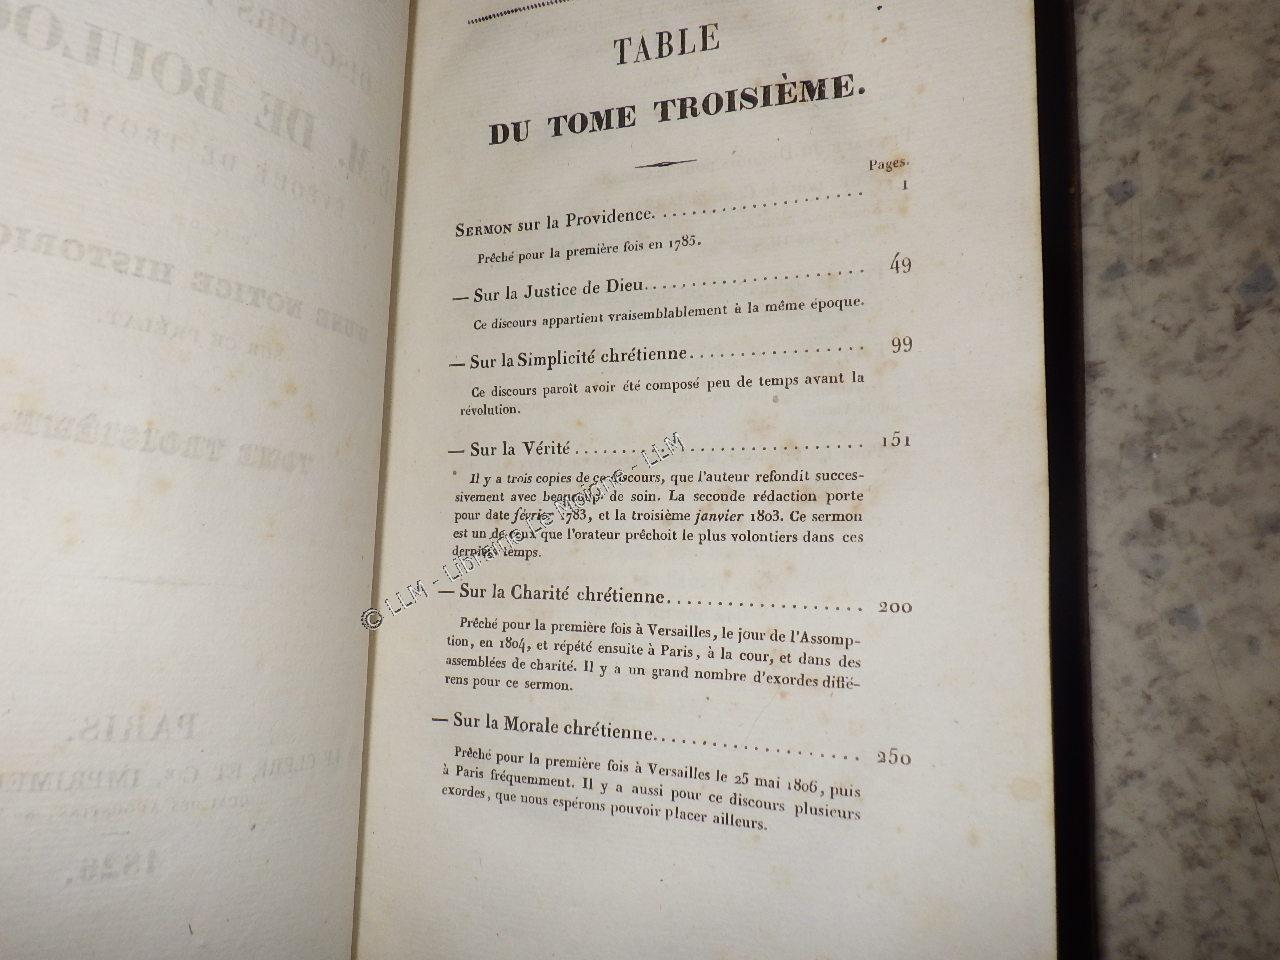 TABLE
DU TOME TROISIÈME.
Pages.
SERMON sur la Providence. 1
Prêché pour la première fois en 1785.
— Sur la Justice de Dieu. 49
Ce discours appartient vraisemblablement à la même époque.
— Sur la Simplicité chrétienne. 99
Ce discours paroît avoir été composé peu de temps avant la
révolution.
— Sur la Vérité. 151
Il y a trois copies de ce discours, que l'auteur refondit succes-
sivement avec beaucoup de soin. La seconde rédaction porte
pour date février 1783, et la troisième janvier 1803. Ce sermon
est un de ceux que l'orateur prêchoit le plus volontiers dans ces
derniers temps.
— Sur la Charité chrétienne. 200
Prêché pour la première fois à Versailles, le jour de l'Assomp-
tion, en 1804, et répété ensuite à Paris, à la cour, et dans des
assemblées de charité. Il y a un grand nombre d'exordes diffé-
rens pour ce sermon.
— Sur la Morale chrétienne. 250
Prêché pour la première fois à Versailles le 25 mai 1806, puis
à Paris fréquemment. Il y a aussi pour ce discours plusieurs
exordes, que nous espérons pouvoir placer ailleurs.
© LLM - Librairie Le Moigne - LLM